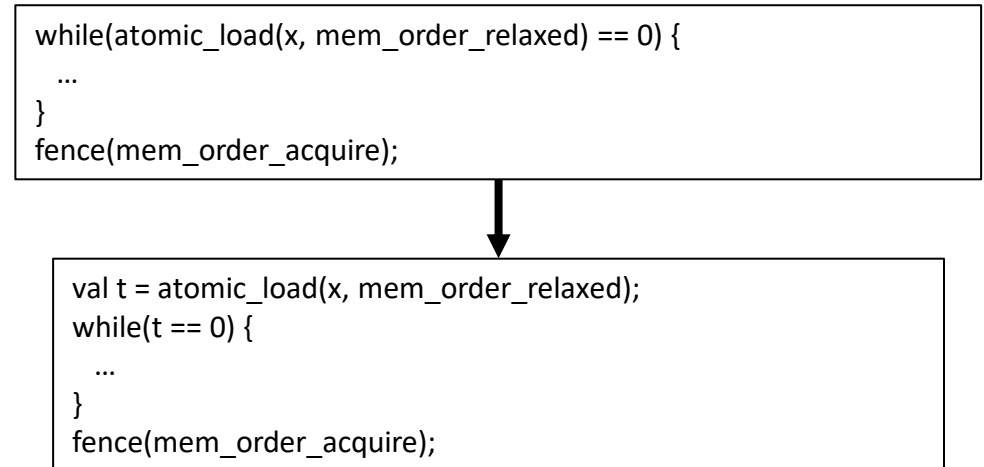 while(atomic_load(x, mem_order_relaxed) == 0) {
...
}
fence(mem_order_acquire);
val t = atomic_load(x, mem_order_relaxed);
while(t == 0) {
...
}
fence(mem_order_acquire);